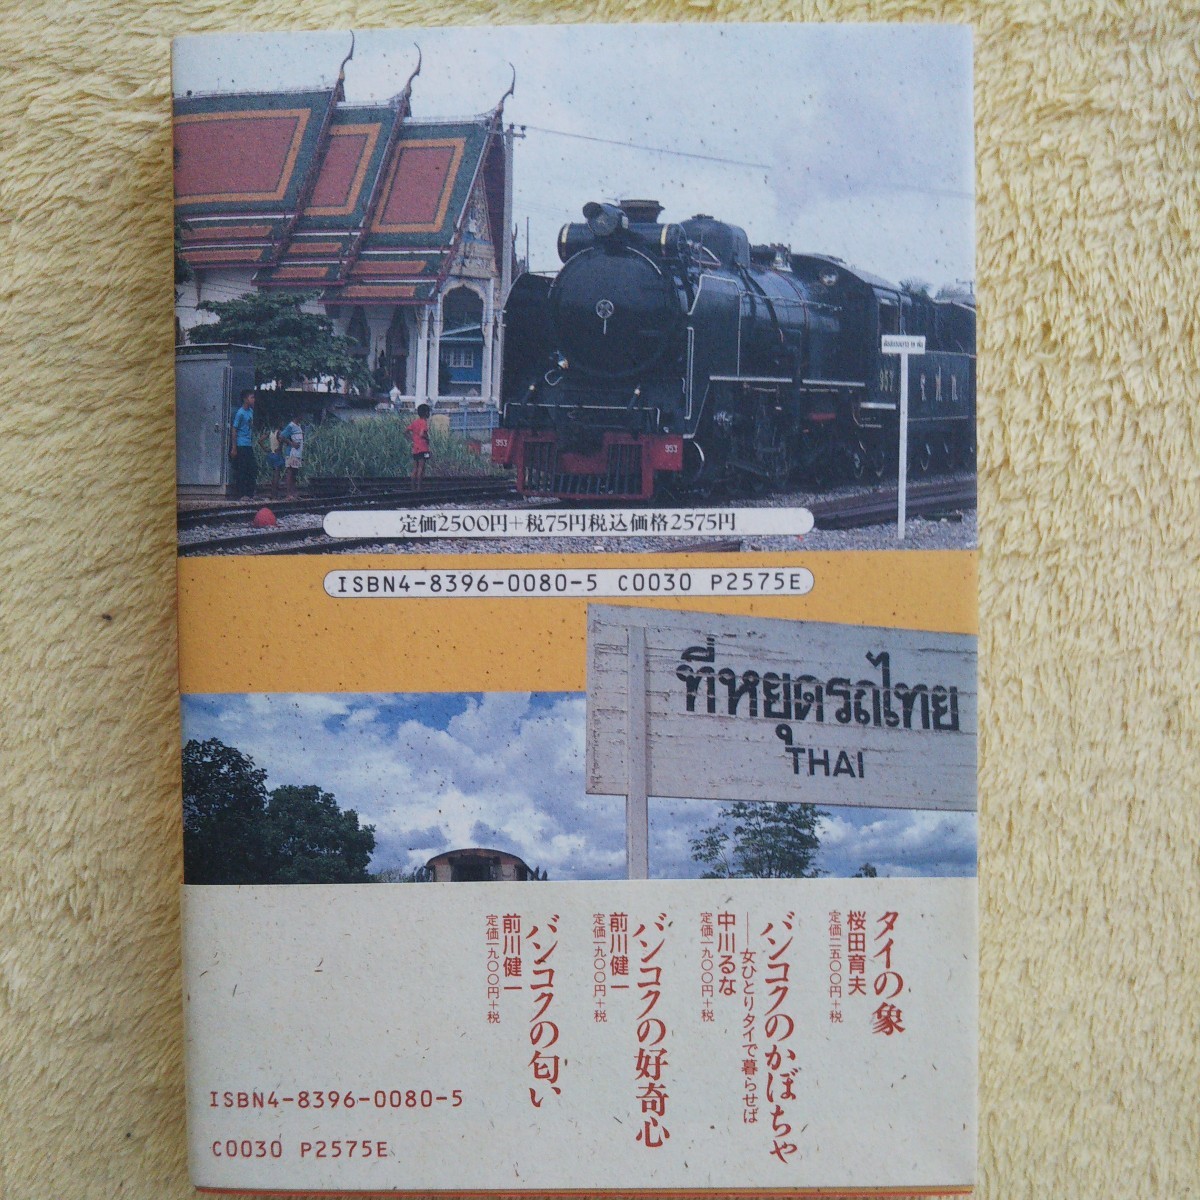 953
953
953
定価2500円+税75円税込価格2575円
ISBN4-8396-0080-5 C0030 P2575E
ที่หยุดรถไทย
THAI
タイの象
桜田育夫
定価二五〇〇円+税
バンコクのかぼちゃ
――女ひとりタイで暮らせば
中川るな
定価一九〇〇円+税
バンコクの好奇心
前川健一
定価一九〇〇円+税
バンコクの匂い
前川健一
定価一九〇〇円+税
ISBN4-8396-0080-5
C0030 P2575E